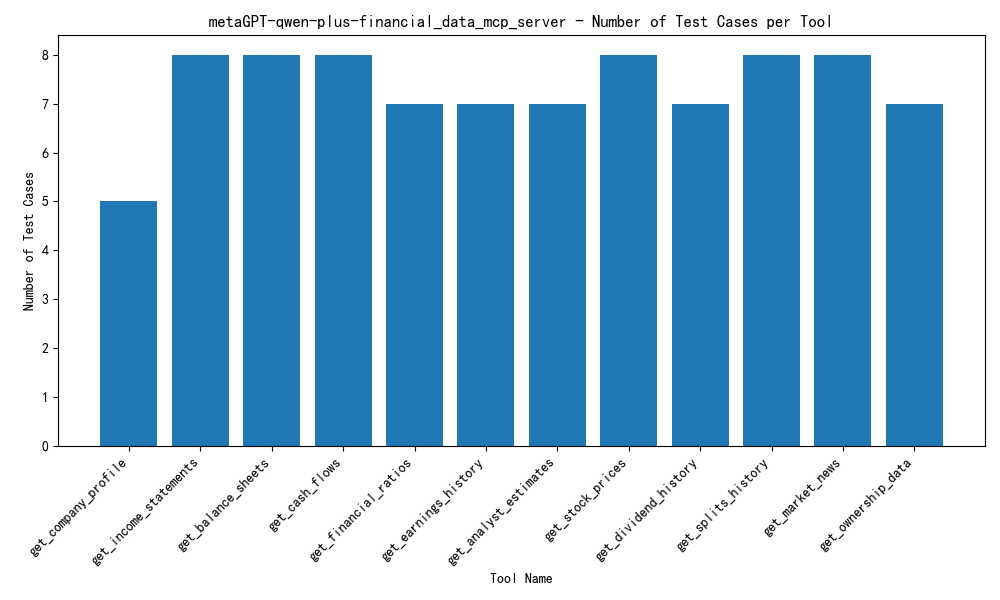 metaGPT-qwen-plus-financial_data_mcp_server - Number of Test Cases per Tool
Number of Test Cases
8
7
6
5
4
3
2
1
0
get_company_profile
get_income_statements
get_balance_sheets
get_cash_flows
get_financial_ratios
get_earnings_history
get_analyst_estimates
get_stock_prices
get_dividend_history
get_splits_history
get_market_news
get_ownership_data
Tool Name